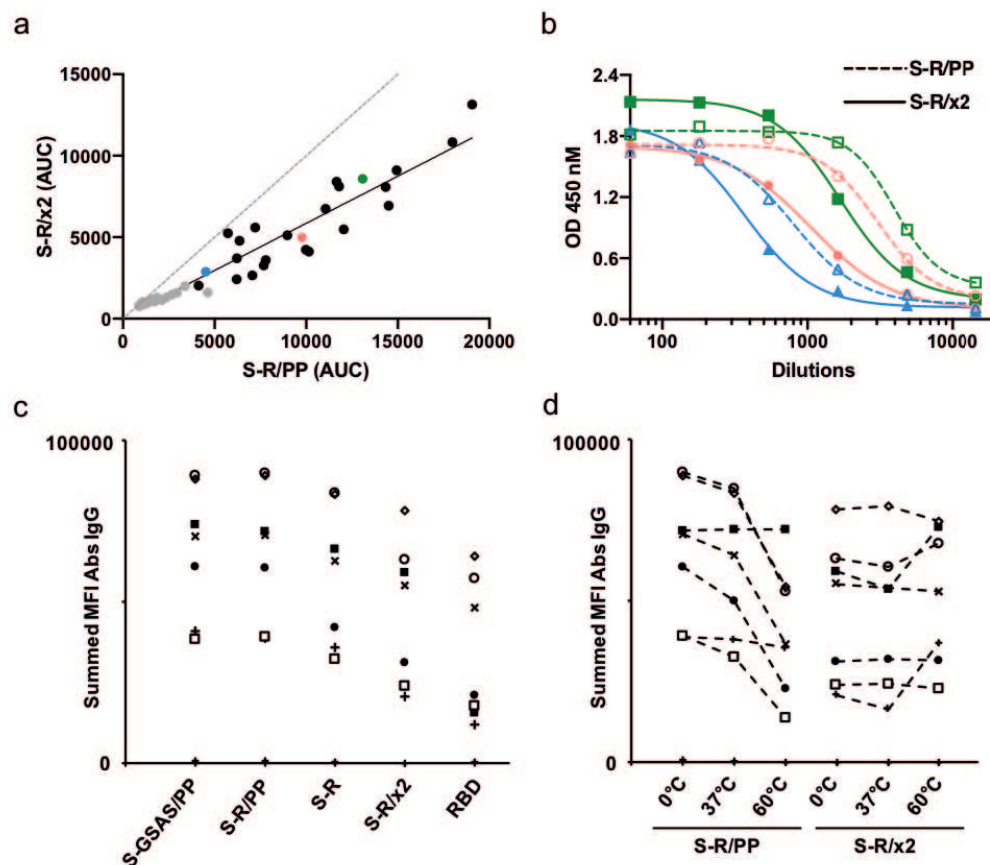 a
15000
10000
5000
0
S-R/x2 (AUC)
0 5000 10000 15000 20000
S-R/PP (AUC)
b
2.4
1.8
1.2
0.6
0.0
OD 450 nM
S-R/PP
S-R/x2
100 1000 10000
Dilutions
c
100000
0
Summed MFI Abs IgG
S-GSAS/PP
S-R/PP
S-R
S-R/x2
RBD
d
100000
0
Summed MFI Abs IgG
0°C
37°C
60°C
0°C
37°C
60°C
S-R/PP
S-R/x2